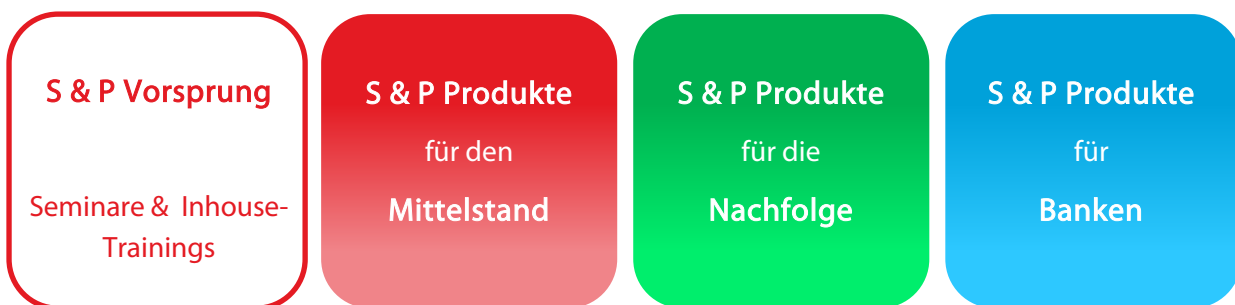 S & P Vorsprung
Seminare & Inhouse-
Trainings
S & P Produkte
für den
Mittelstand
S & P Produkte
für die
Nachfolge
S & P Produkte
für
Banken